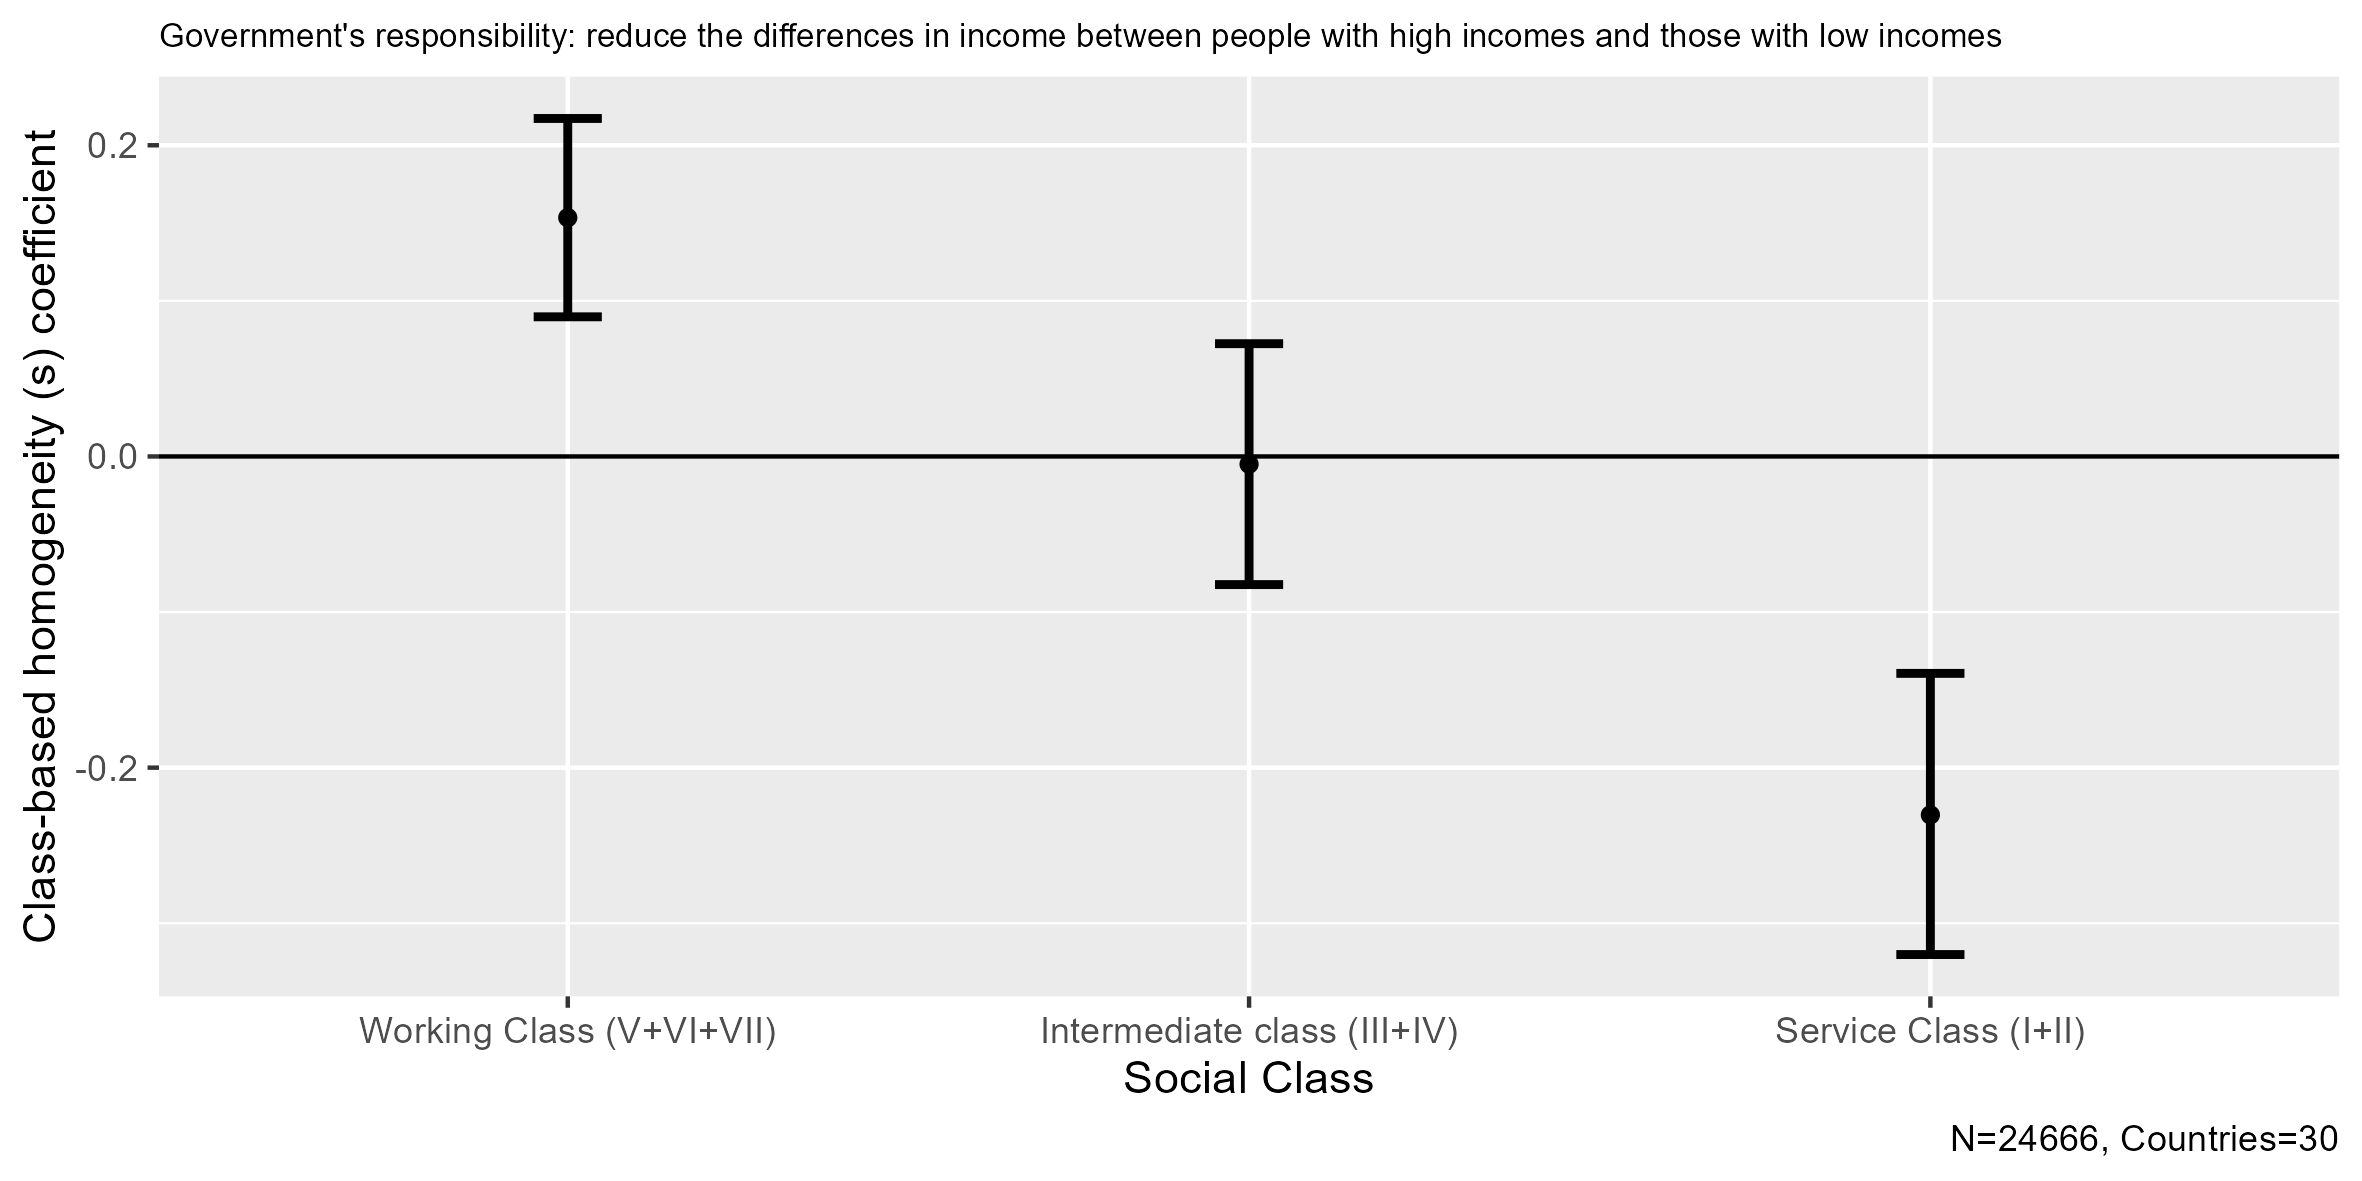 Government's responsibility: reduce the differences in income between people with high incomes and those with low incomes
Class-based homogeneity (s) coefficient
0.2
0.0
-0.2
Working Class (V+VI+VII)
Intermediate class (III+IV)
Service Class (I+II)
Social Class
N=24666, Countries=30